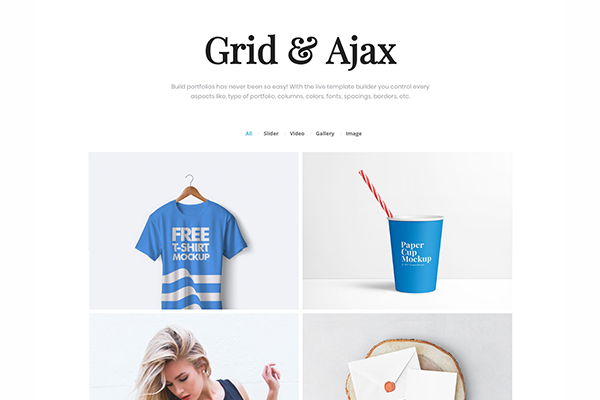 Grid & Ajax
Build portfolios has never been so easy! With the live template builder you control every
aspects like, type of portfolio, columns, colors, fonts, spacings, borders, etc.
All Slider Video Gallery Image
FREE
T-SHIRT
MOCKUP
Paper
Cup
Mockup